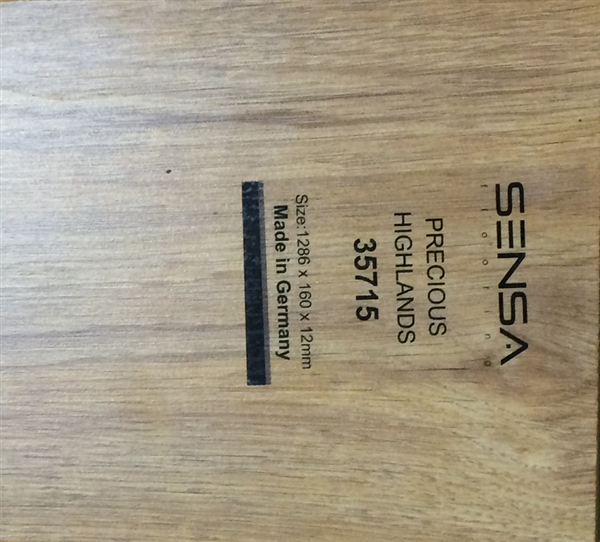 SENSA
flooring
PRECIOUS
HIGHLANDS
35715
Size:1286 x 160 x 12mm
Made in Germany